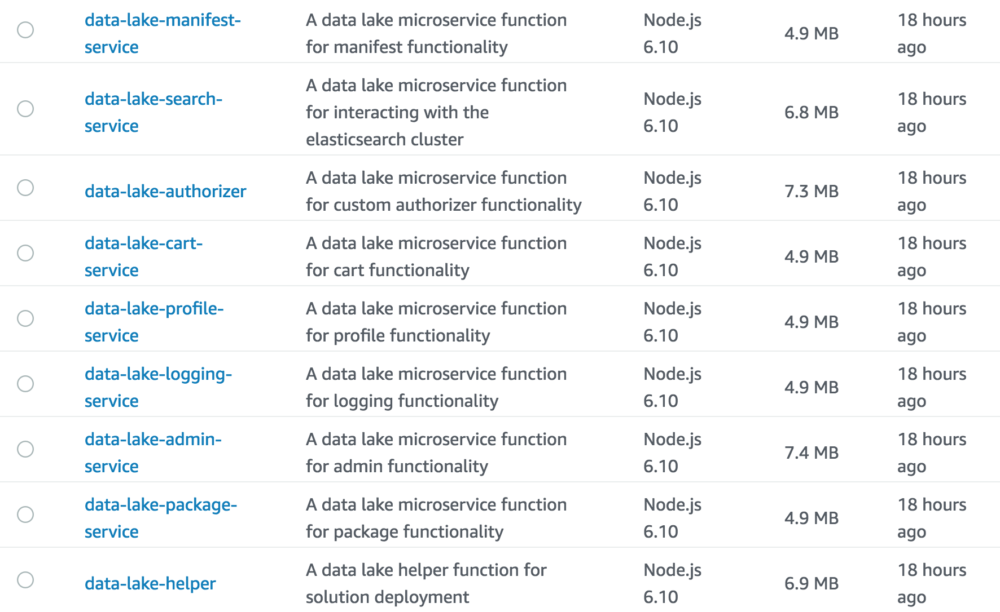 data-lake-manifest-
service
A data lake microservice function
for manifest functionality
Node.js
6.10
4.9 MB
18 hours
ago
data-lake-search-
service
A data lake microservice function
for interacting with the
elasticsearch cluster
Node.js
6.10
6.8 MB
18 hours
ago
data-lake-authorizer
A data lake microservice function
for custom authorizer functionality
Node.js
6.10
7.3 MB
18 hours
ago
data-lake-cart-
service
A data lake microservice function
for cart functionality
Node.js
6.10
4.9 MB
18 hours
ago
data-lake-profile-
service
A data lake microservice function
for profile functionality
Node.js
6.10
4.9 MB
18 hours
ago
data-lake-logging-
service
A data lake microservice function
for logging functionality
Node.js
6.10
4.9 MB
18 hours
ago
data-lake-admin-
service
A data lake microservice function
for admin functionality
Node.js
6.10
7.4 MB
18 hours
ago
data-lake-package-
service
A data lake microservice function
for package functionality
Node.js
6.10
4.9 MB
18 hours
ago
data-lake-helper
A data lake helper function for
solution deployment
Node.js
6.10
6.9 MB
18 hours
ago